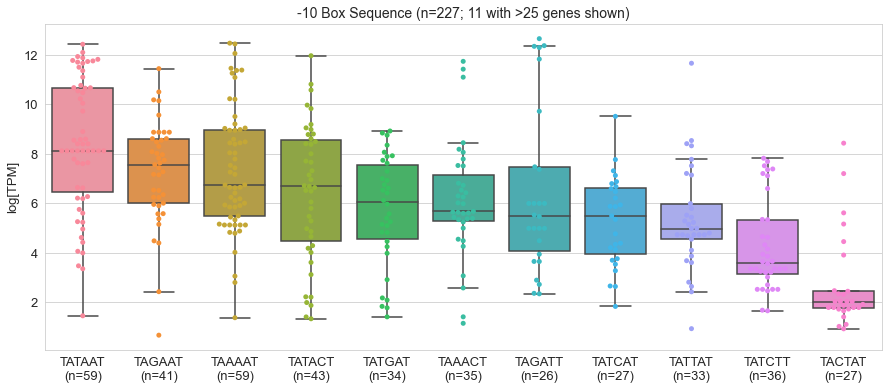 -10 Box Sequence (n=227; 11 with >25 genes shown)
log[TPM]
12
10
8
6
4
2
TATAAT TAGAAT TAAAAT TATACT TATGAT TAAACT TAGATT TATCAT TATTAT TATCTT TACTAT
(n=59) (n=41) (n=59) (n=43) (n=34) (n=35) (n=26) (n=27) (n=33) (n=36) (n=27)